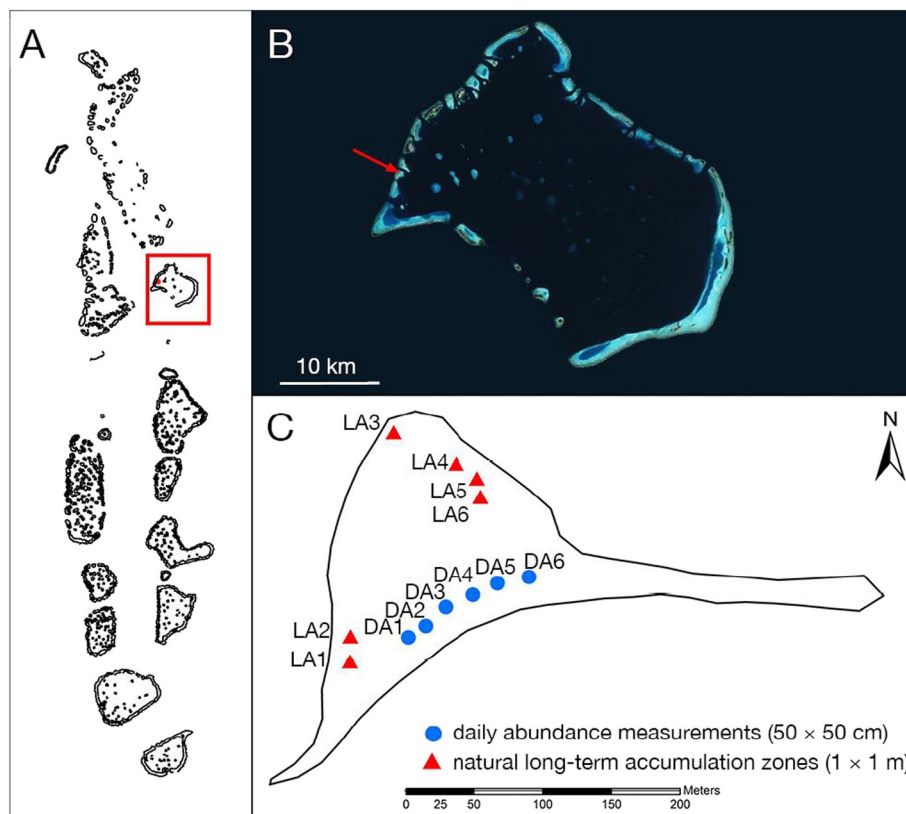 A
B
10 km
C
N
LA3
LA4
LA5
LA6
DA6
DA5
DA4
DA3
DA2
DA1
LA2
LA1
daily abundance measurements (50 × 50 cm)
natural long-term accumulation zones (1 × 1 m)
0 25 50 100 150 200 Meters